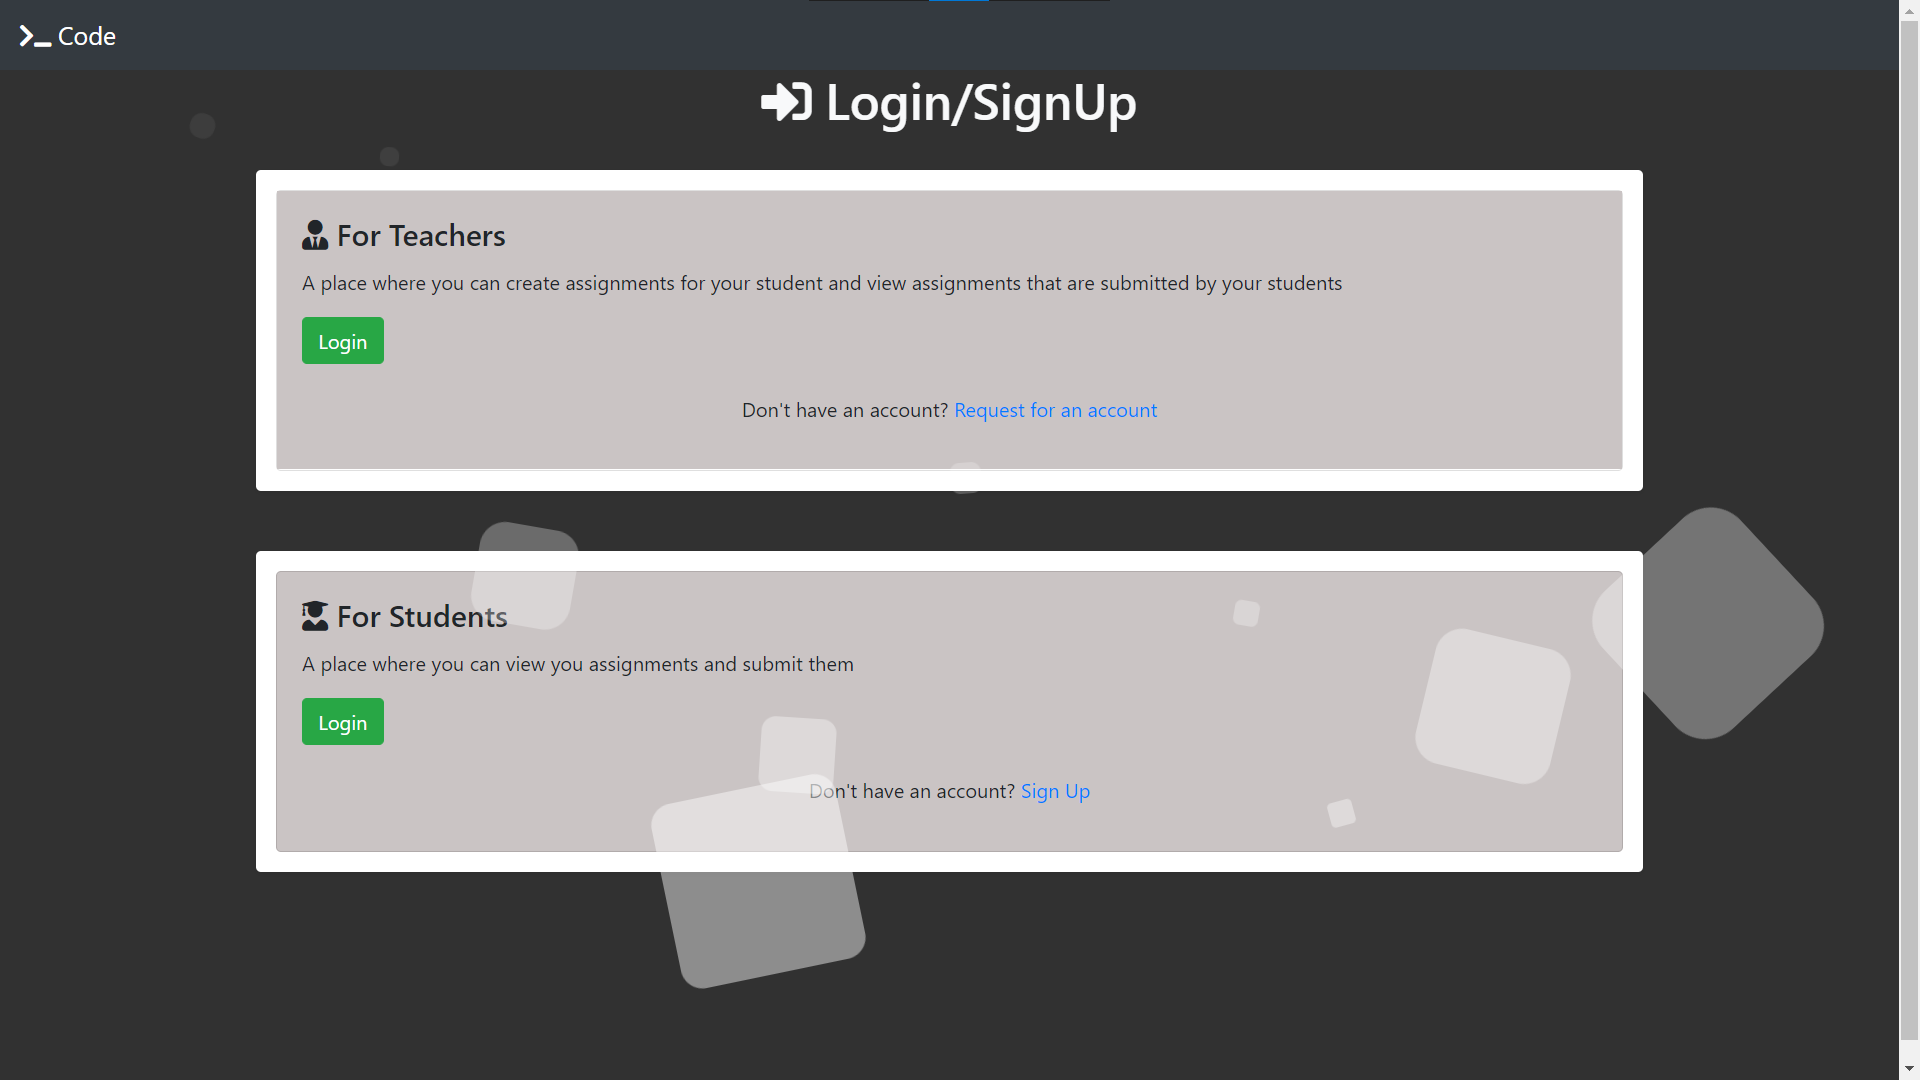 Code
Login/SignUp
For Teachers
A place where you can create assignments for your student and view assignments that are submitted by your students
Login
Don't have an account? Request for an account
For Students
A place where you can view you assignments and submit them
Login
Don't have an account? Sign Up